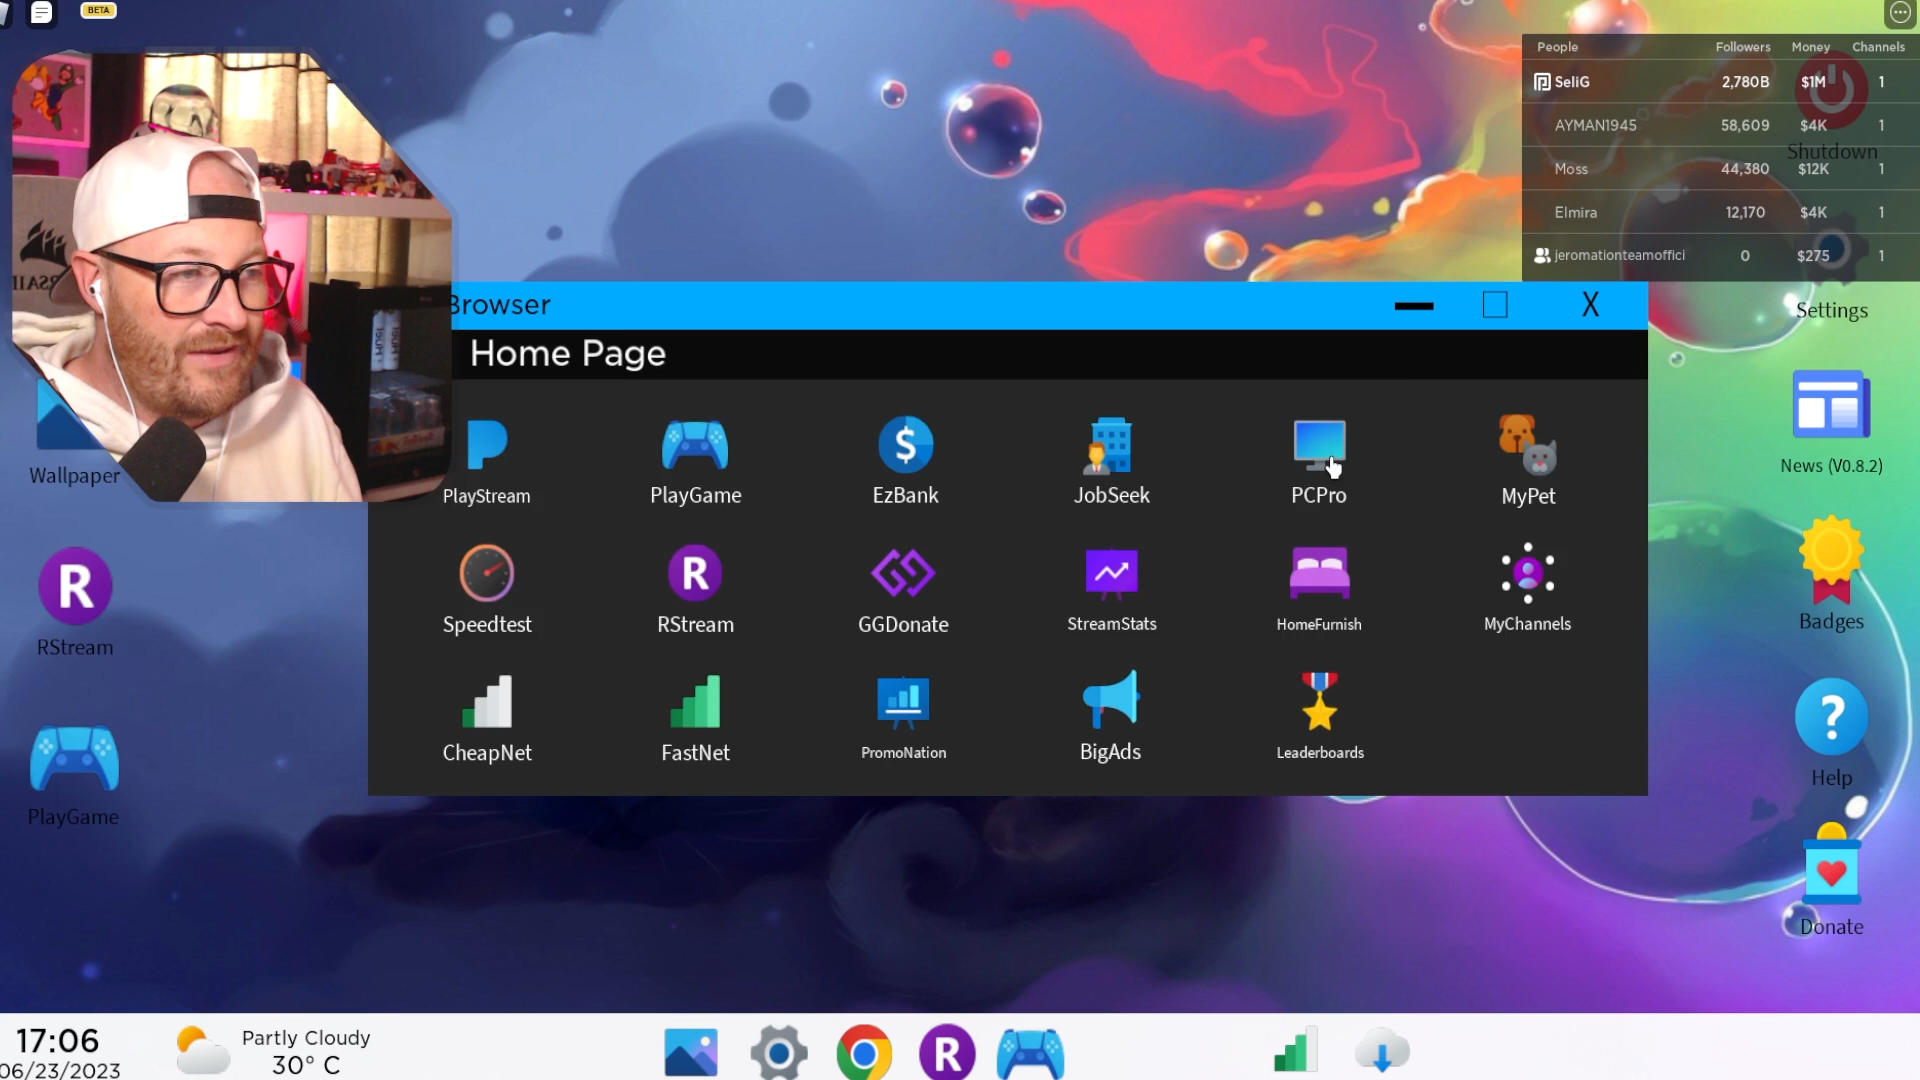 BETA
People Followers Money Channels
SeliG 2,780B $1M 1
AYMAN1945 58,609 $4K 1
Moss 44,380 $12K 1
Elmira 12,170 $4K 1
jeromationteamoffici 0 $275 1
Shutdown
Settings
News (V0.8.2)
Badges
Help
Donate
Browser
X
Home Page
PlayStream PlayGame EzBank JobSeek PCPro MyPet
Speedtest RStream GGDonate StreamStats HomeFurnish MyChannels
CheapNet FastNet PromoNation BigAds Leaderboards
Wallpaper
R
RStream
PlayGame
17:06
06/23/2023
Partly Cloudy
30° C
R